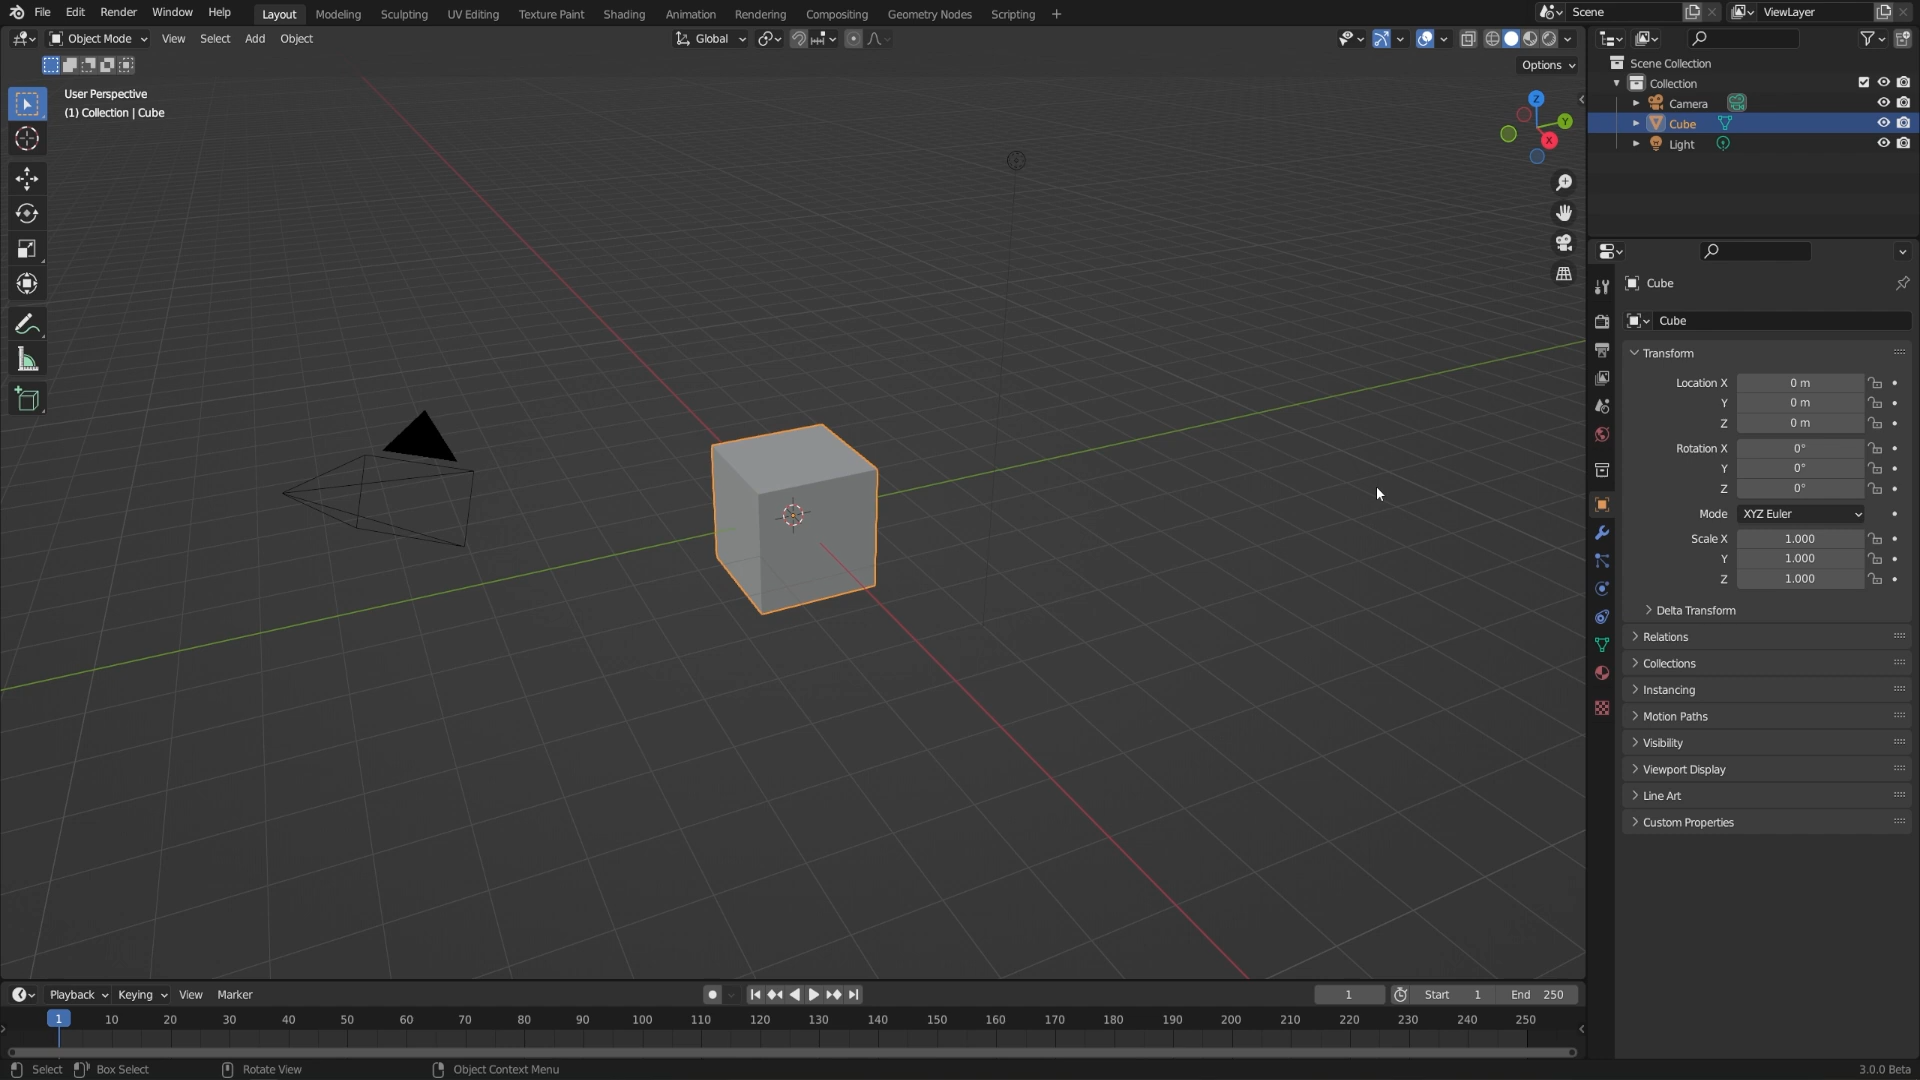 File Edit Render Window Help Layout Modeling Sculpting UV Editing Texture Paint Shading Animation Rendering Compositing Geometry Nodes Scripting + Scene ViewLayer
Object Mode View Select Add Object Global
Options
User Perspective
(1) Collection | Cube
Z
Y
X
Scene Collection
Collection
Camera
Cube
Light
Cube
Cube
Transform
Location X 0 m
Y 0 m
Z 0 m
Rotation X 0°
Y 0°
Z 0°
Mode XYZ Euler
Scale X 1.000
Y 1.000
Z 1.000
Delta Transform
Relations
Collections
Instancing
Motion Paths
Visibility
Viewport Display
Line Art
Custom Properties
Playback Keying View Marker 1 Start 1 End 250
1 10 20 30 40 50 60 70 80 90 100 110 120 130 140 150 160 170 180 190 200 210 220 230 240 250
Select Box Select Rotate View Object Context Menu 3.0.0 Beta